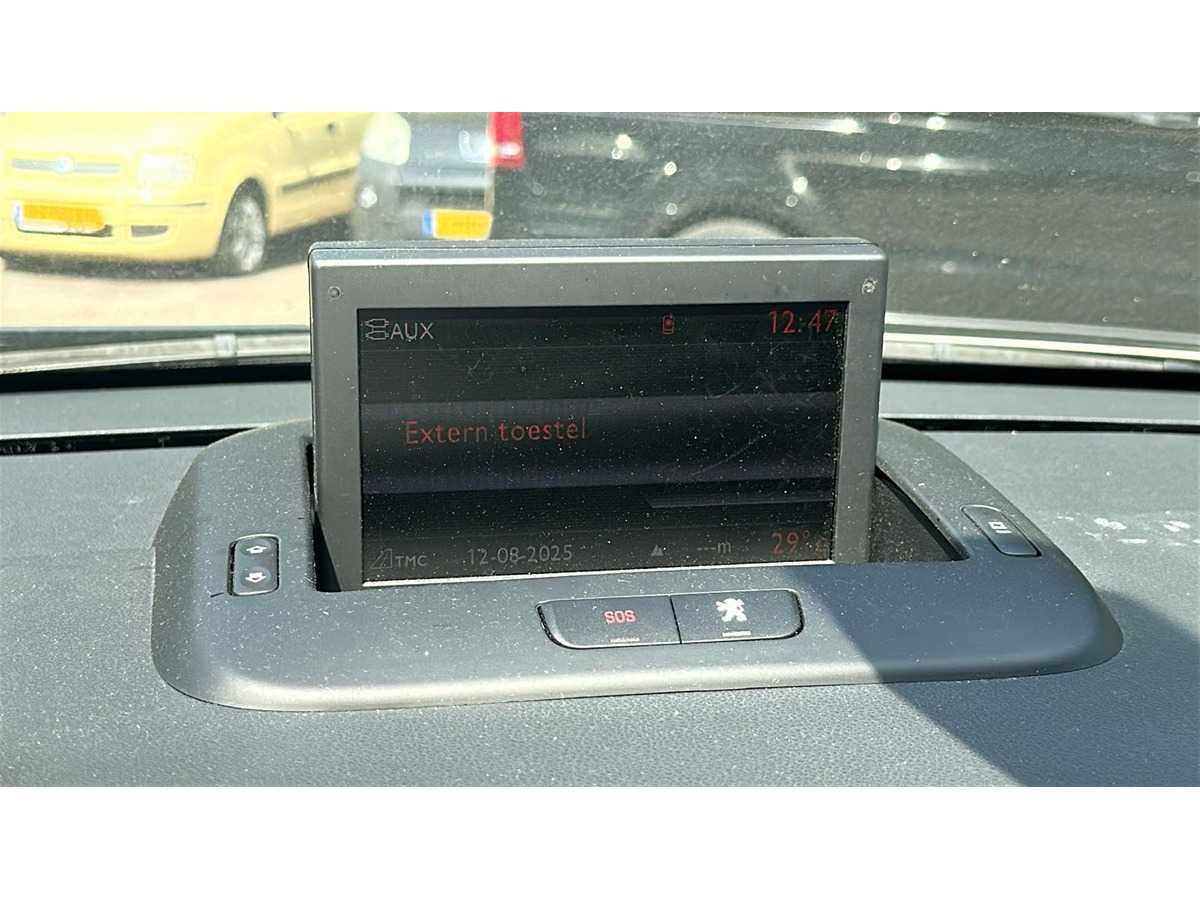 AUX 12:47
Extern toestel
TMC 12-08-2025 ---m 29°
SOS